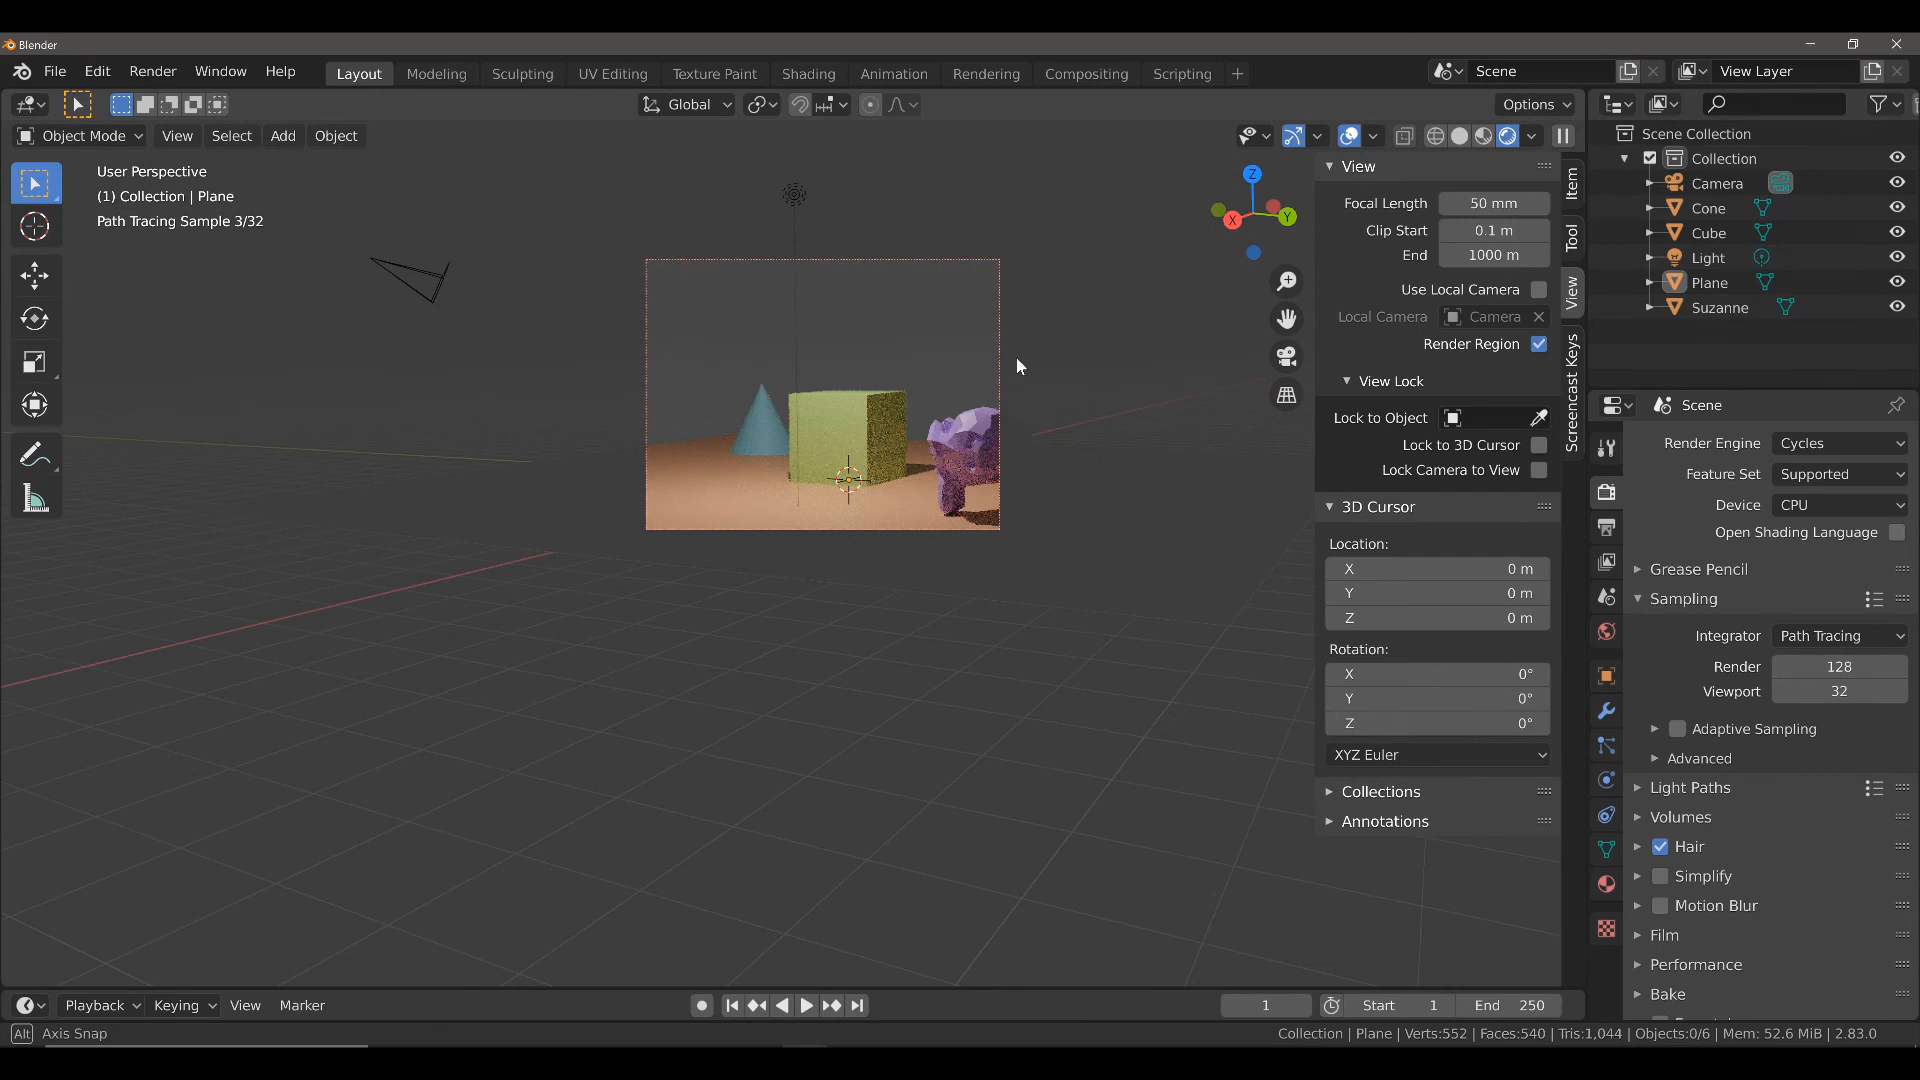 Blender
File Edit Render Window Help Layout Modeling Sculpting UV Editing Texture Paint Shading Animation Rendering Compositing Scripting + Scene View Layer
Global Options
Object Mode View Select Add Object
User Perspective
(1) Collection | Plane
Path Tracing Sample 3/32
Z
X
Y
View
Focal Length 50 mm
Clip Start 0.1 m
End 1000 m
Use Local Camera
Local Camera Camera
Render Region
View Lock
Lock to Object
Lock to 3D Cursor
Lock Camera to View
3D Cursor
Location:
X 0 m
Y 0 m
Z 0 m
Rotation:
X 0°
Y 0°
Z 0°
XYZ Euler
Collections
Annotations
Item
Tool
View
Screencast Keys
Scene Collection
Collection
Camera
Cone
Cube
Light
Plane
Suzanne
Scene
Render Engine Cycles
Feature Set Supported
Device CPU
Open Shading Language
Grease Pencil
Sampling
Integrator Path Tracing
Render 128
Viewport 32
Adaptive Sampling
Advanced
Light Paths
Volumes
Hair
Simplify
Motion Blur
Film
Performance
Bake
Playback Keying View Marker 1 Start 1 End 250
Alt Axis Snap
Collection | Plane | Verts:552 | Faces:540 | Tris:1,044 | Objects:0/6 | Mem: 52.6 MiB | 2.83.0